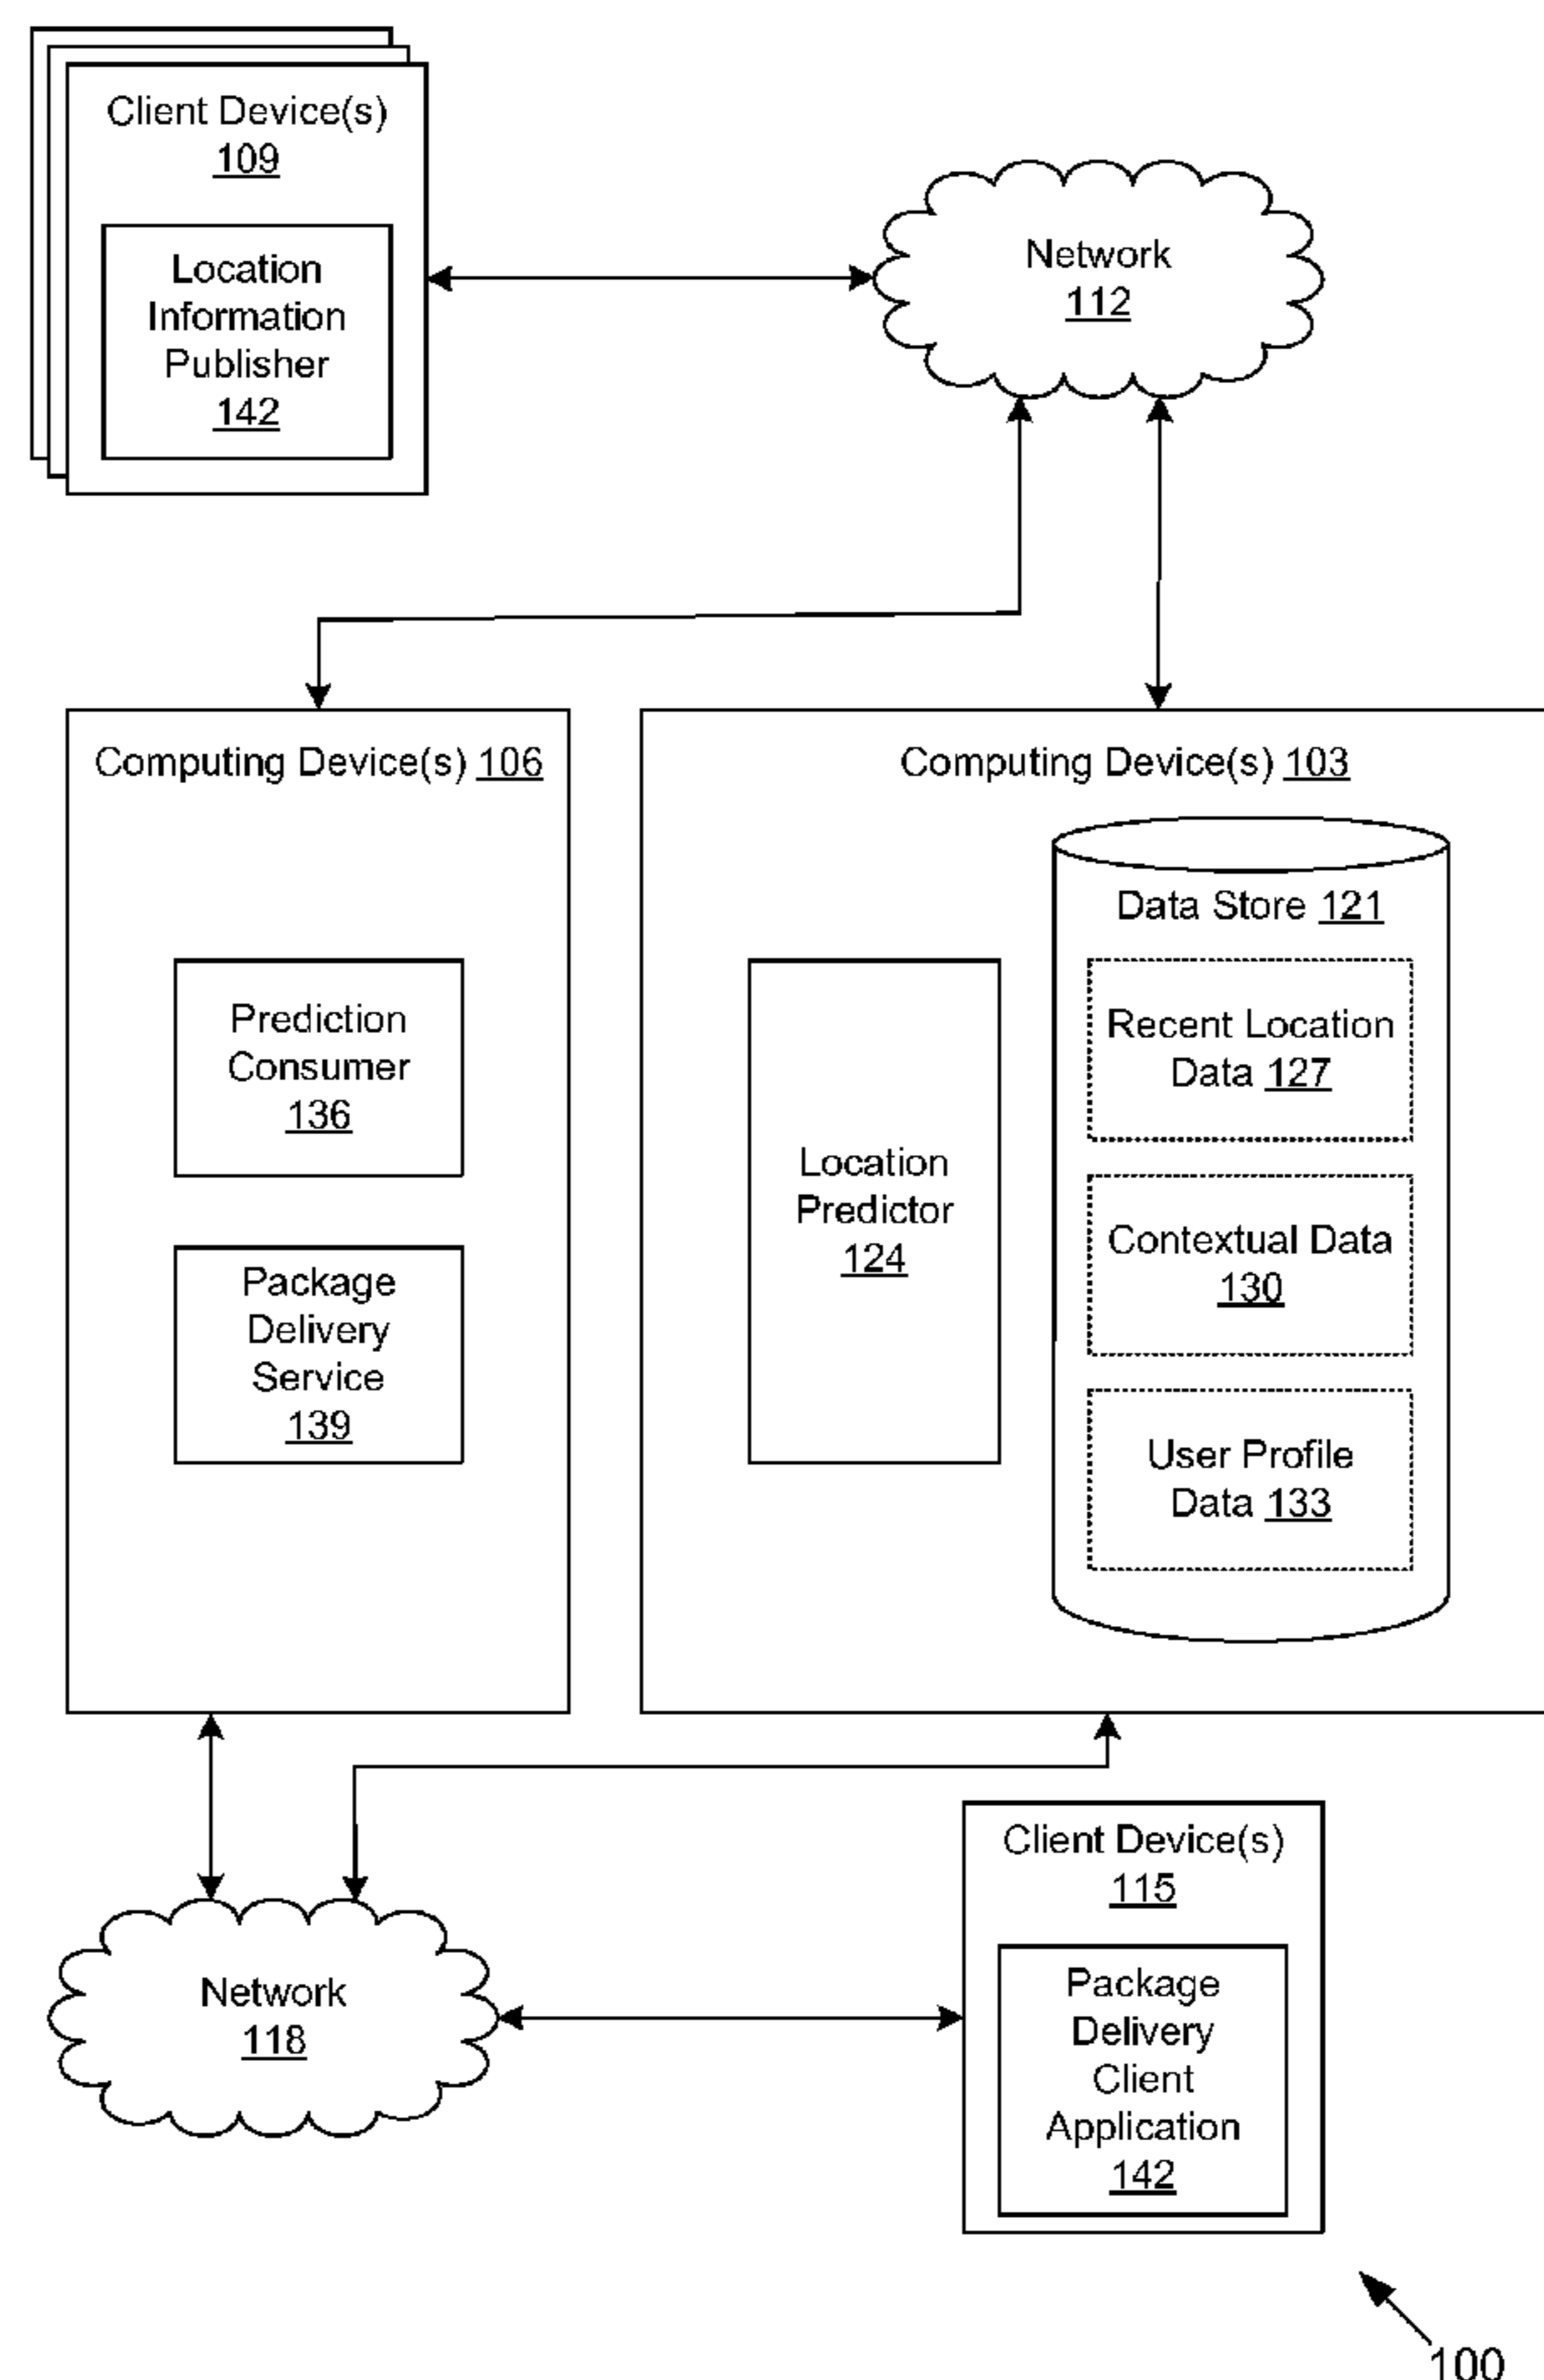 Client Device(s)
109
Location
Information
Publisher
142
Network
112
Computing Device(s) 106
Prediction
Consumer
136
Package
Delivery
Service
139
Computing Device(s) 103
Location
Predictor
124
Data Store 121
Recent Location
Data 127
Contextual Data
130
User Profile
Data 133
Network
118
Client Device(s)
115
Package
Delivery
Client
Application
142
100